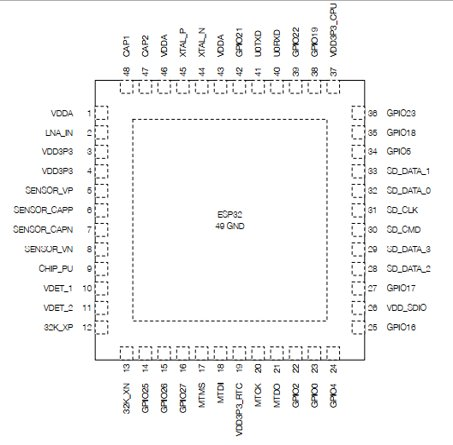 48 CAP1
47 CAP2
46 VDDA
45 XTAL_P
44 XTAL_N
43 VDDA
42 GPIO21
41 U0TXD
40 U0RXD
39 GPIO22
38 GPIO19
37 VDD3P3_CPU
VDDA 1
LNA_IN 2
VDD3P3 3
VDD3P3 4
SENSOR_VP 5
SENSOR_CAPP 6
SENSOR_CAPN 7
SENSOR_VN 8
CHIP_PU 9
VDET_1 10
VDET_2 11
32K_XP 12
ESP32
49 GND
36 GPIO23
35 GPIO18
34 GPIO5
33 SD_DATA_1
32 SD_DATA_0
31 SD_CLK
30 SD_CMD
29 SD_DATA_3
28 SD_DATA_2
27 GPIO17
26 VDD_SDIO
25 GPIO16
32K_XN 13
GPIO25 14
GPIO26 15
GPIO27 16
MTMS 17
MTDI 18
VDD3P3_RTC 19
MTCK 20
MTDO 21
GPIO2 22
GPIO0 23
GPIO4 24